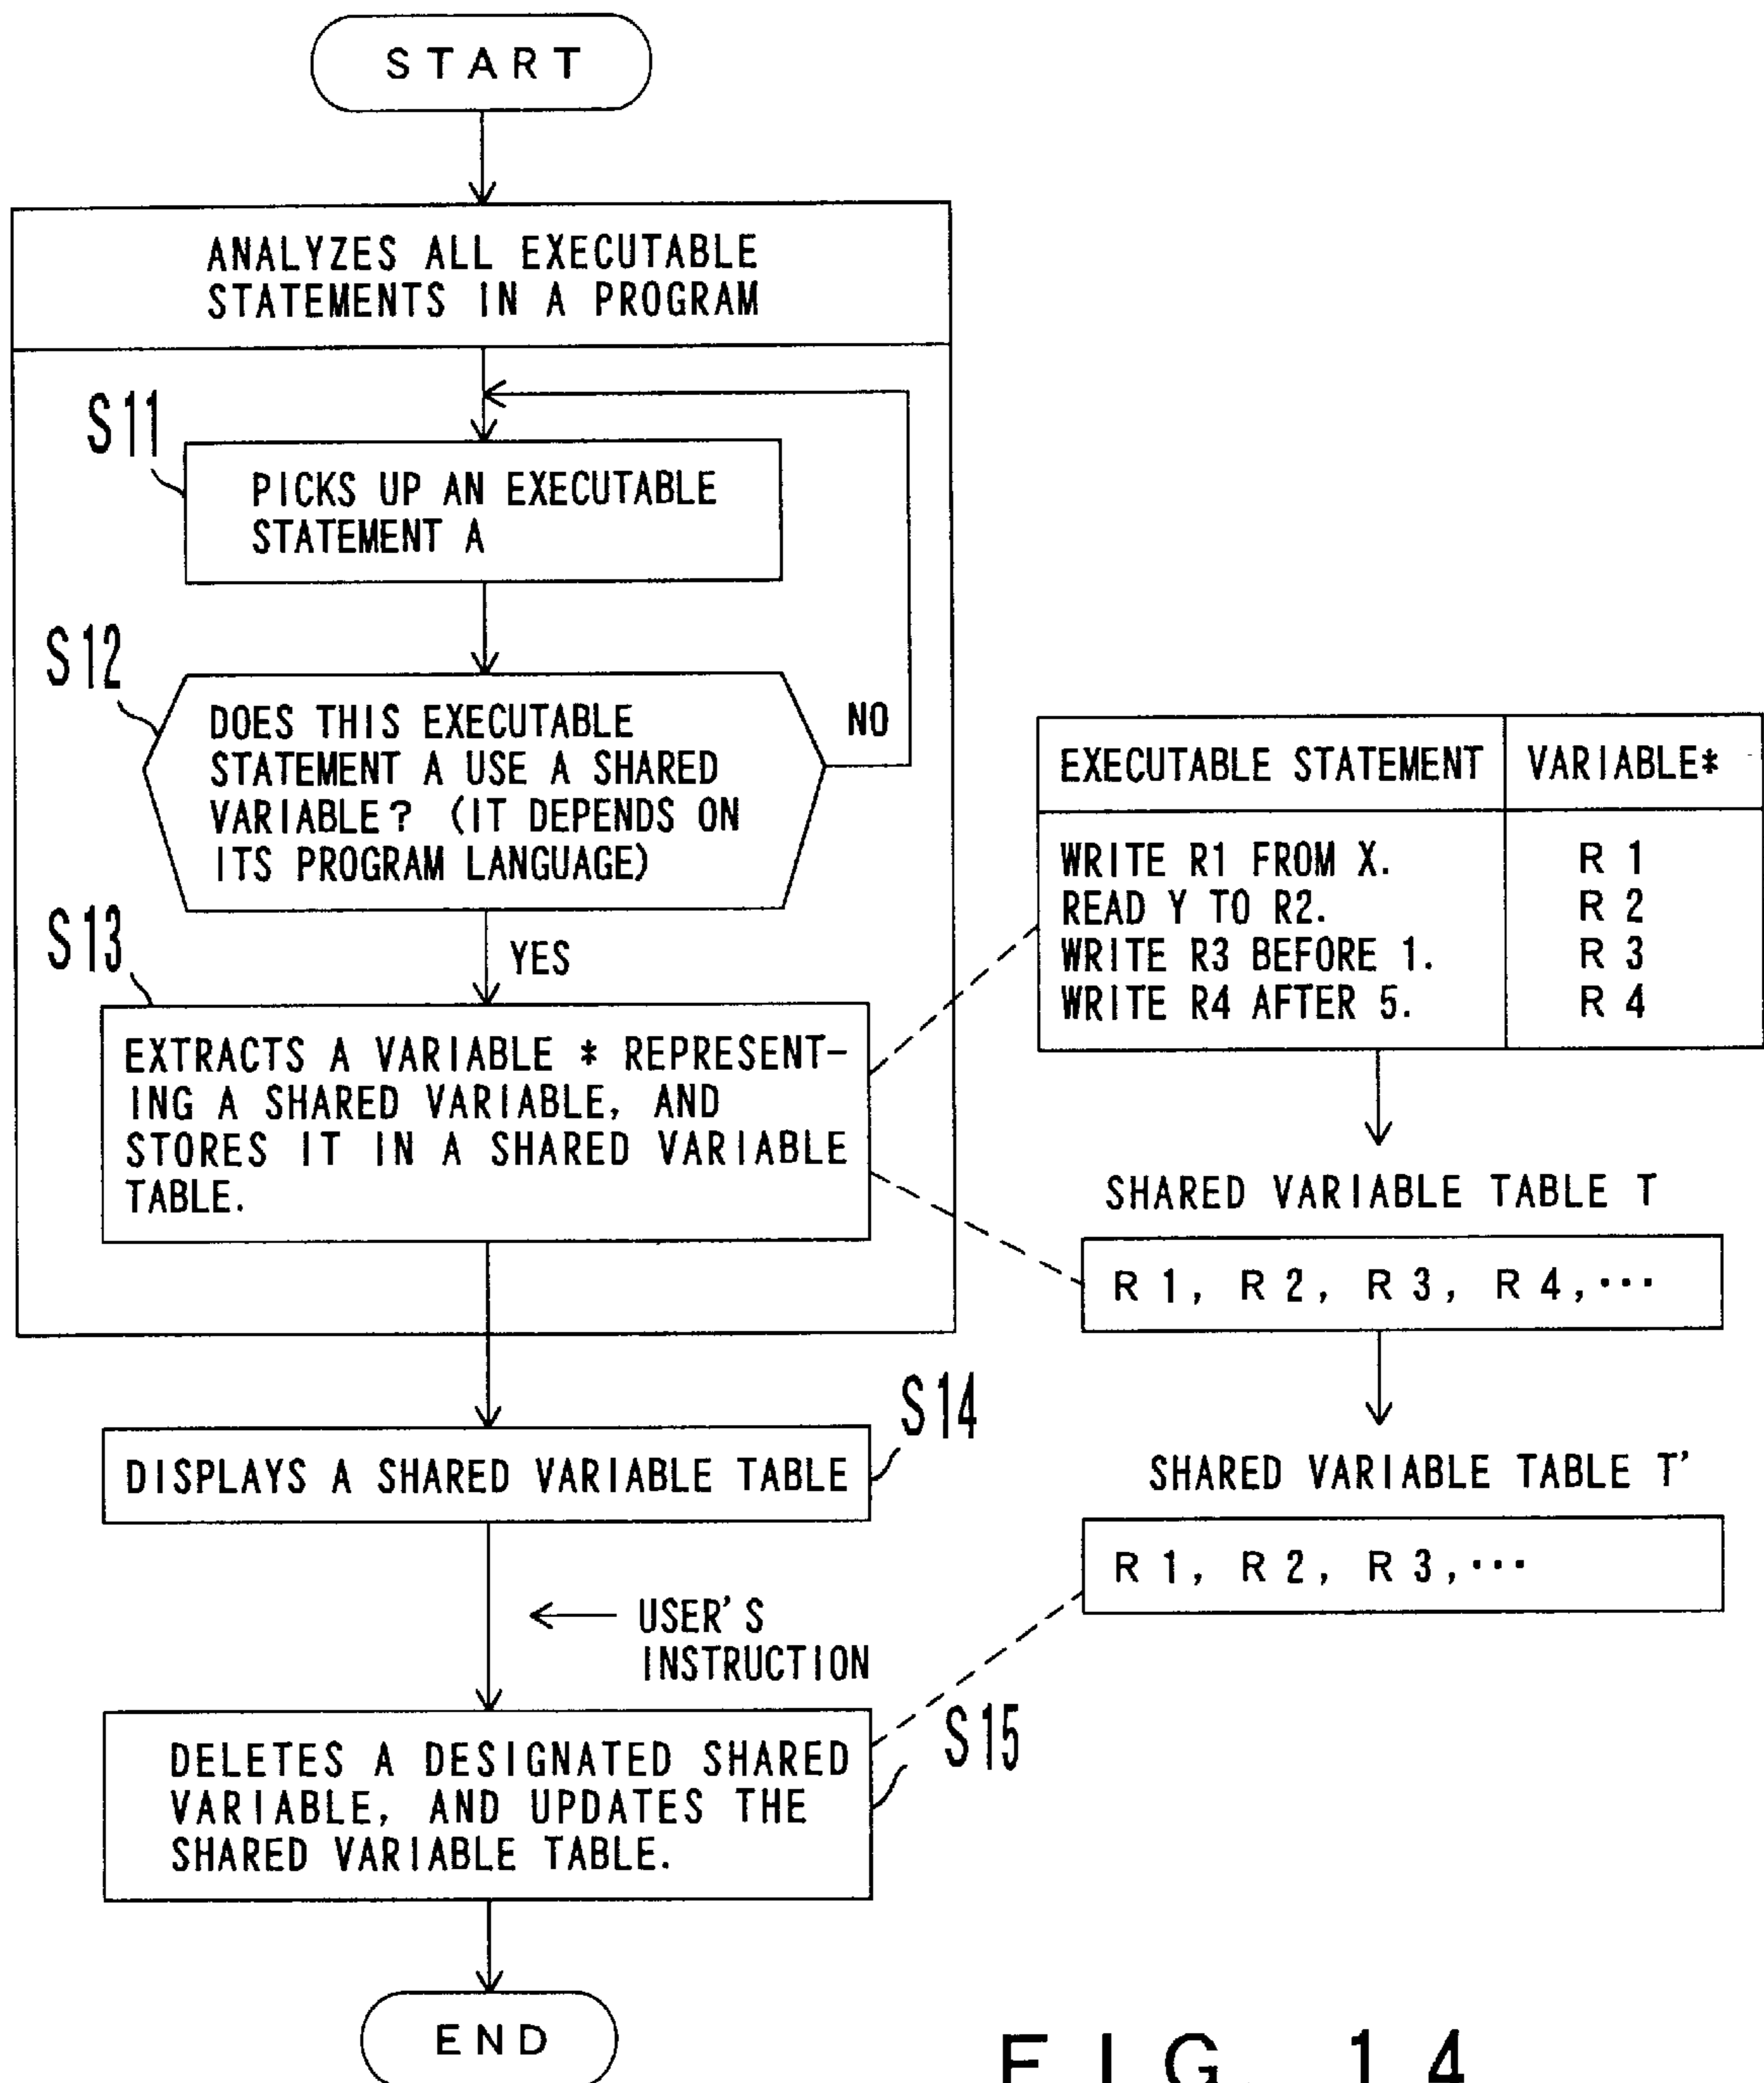 START
ANALYZES ALL EXECUTABLE
STATEMENTS IN A PROGRAM
S11
PICKS UP AN EXECUTABLE
STATEMENT A
S12
DOES THIS EXECUTABLE
STATEMENT A USE A SHARED
VARIABLE? (IT DEPENDS ON
ITS PROGRAM LANGUAGE)
NO
YES
S13
EXTRACTS A VARIABLE * REPRESENT-
ING A SHARED VARIABLE, AND
STORES IT IN A SHARED VARIABLE
TABLE.
EXECUTABLE STATEMENT VARIABLE*
WRITE R1 FROM X. R 1
READ Y TO R2. R 2
WRITE R3 BEFORE 1. R 3
WRITE R4 AFTER 5. R 4
SHARED VARIABLE TABLE T
R 1, R 2, R 3, R 4, ···
S14
DISPLAYS A SHARED VARIABLE TABLE
SHARED VARIABLE TABLE T'
R 1, R 2, R 3, ···
USER'S
INSTRUCTION
S15
DELETES A DESIGNATED SHARED
VARIABLE, AND UPDATES THE
SHARED VARIABLE TABLE.
END
FIG. 14